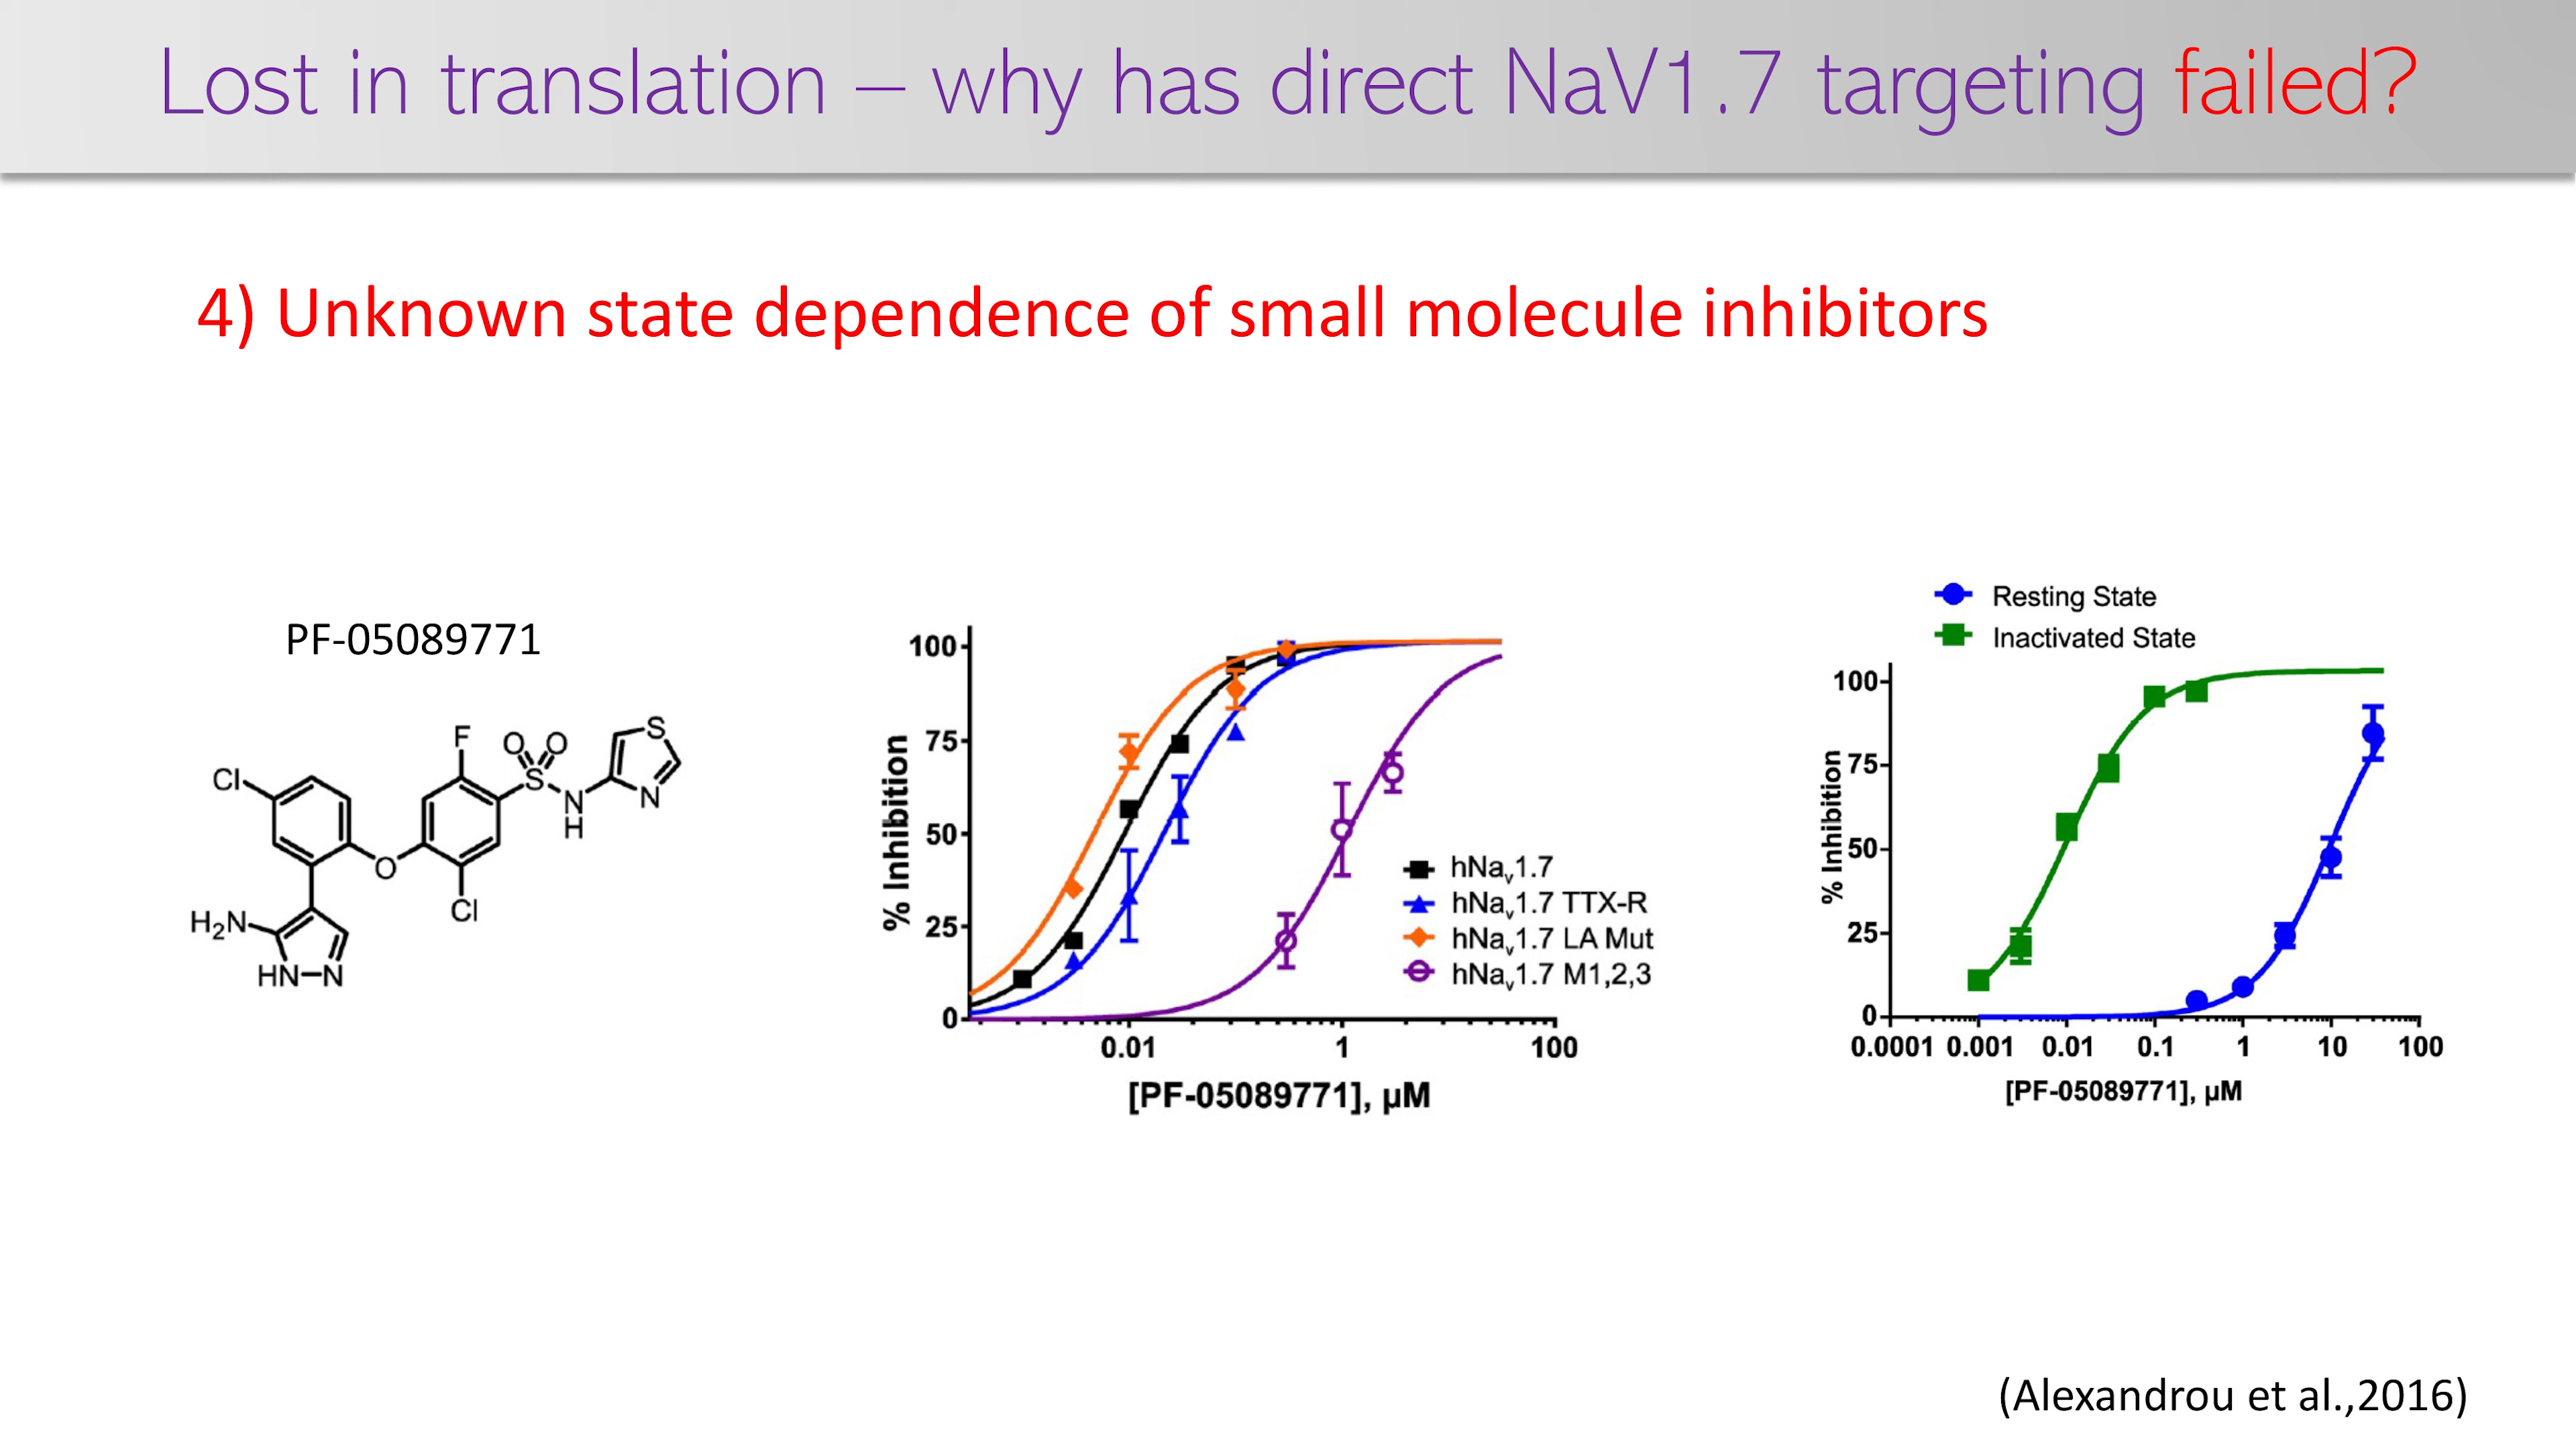 Lost in translation – why has direct NaV1.7 targeting failed?
4) Unknown state dependence of small molecule inhibitors
PF-05089771
F
O O
S
Cl
S
N
H
N
O
Cl
H₂N
HN
N
100
75
50
25
0
% Inhibition
0.01
1
100
[PF-05089771], µM
hNaᵥ1.7
hNaᵥ1.7 TTX-R
hNaᵥ1.7 LA Mut
hNaᵥ1.7 M1,2,3
Resting State
Inactivated State
100
75
50
25
0
% Inhibition
0.0001 0.001 0.01 0.1 1 10 100
[PF-05089771], µM
(Alexandrou et al.,2016)